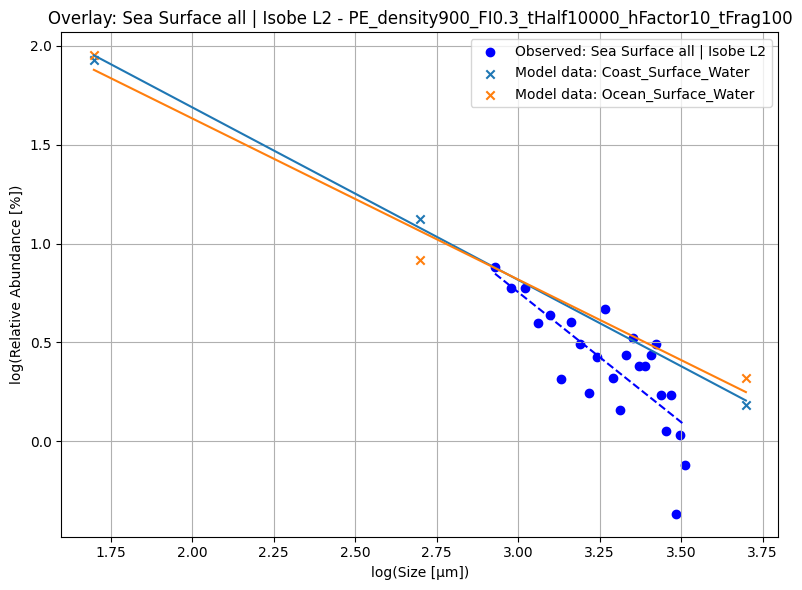 Overlay: Sea Surface all | Isobe L2 - PE_density900_FI0.3_tHalf10000_hFactor10_tFrag100
Observed: Sea Surface all | Isobe L2
Model data: Coast_Surface_Water
Model data: Ocean_Surface_Water
log(Relative Abundance [%])
2.0
1.5
1.0
0.5
0.0
1.75 2.00 2.25 2.50 2.75 3.00 3.25 3.50 3.75
log(Size [μm])